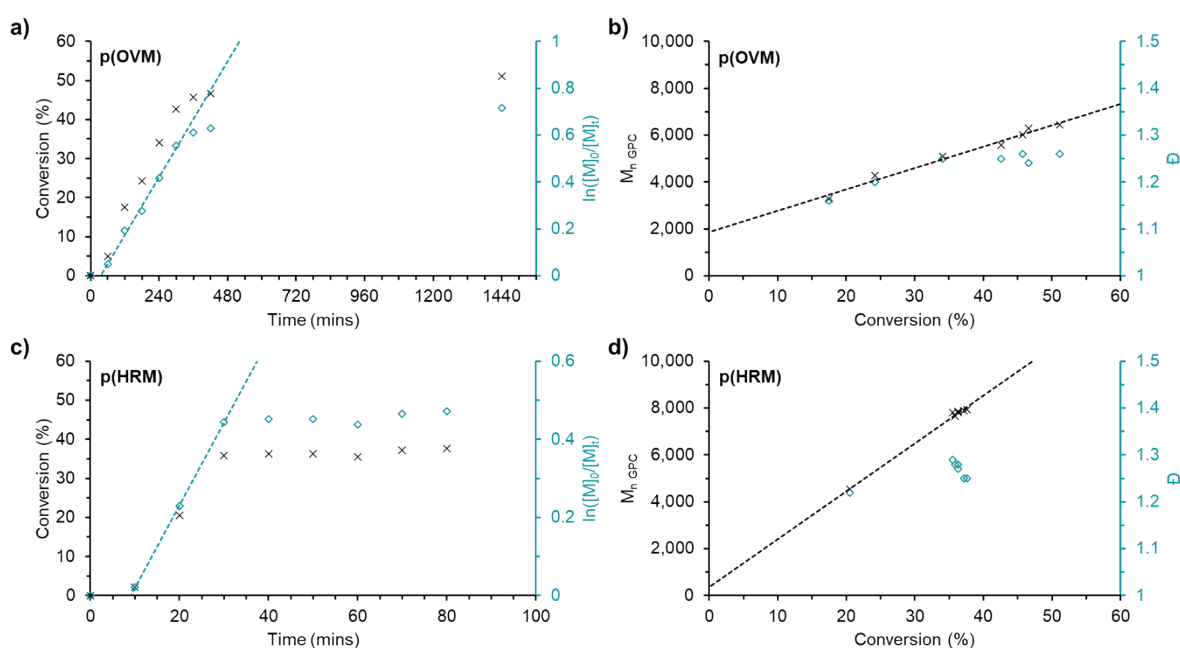 a)
p(OVM)
60
50
40
30
20
10
0
Conversion (%)
0 240 480 720 960 1200 1440
Time (mins)
1
0.8
0.6
0.4
0.2
0
ln([M]₀/[M]ₜ)
b)
p(OVM)
10,000
8,000
6,000
4,000
2,000
0
Mₙ GPC
0 10 20 30 40 50 60
Conversion (%)
1.5
1.4
1.3
1.2
1.1
1
Đ
c)
p(HRM)
60
50
40
30
20
10
0
Conversion (%)
0 20 40 60 80 100
Time (mins)
0.6
0.4
0.2
0
ln([M]₀/[M]ₜ)
d)
p(HRM)
10,000
8,000
6,000
4,000
2,000
0
Mₙ GPC
0 10 20 30 40 50 60
Conversion (%)
1.5
1.4
1.3
1.2
1.1
1
Đ